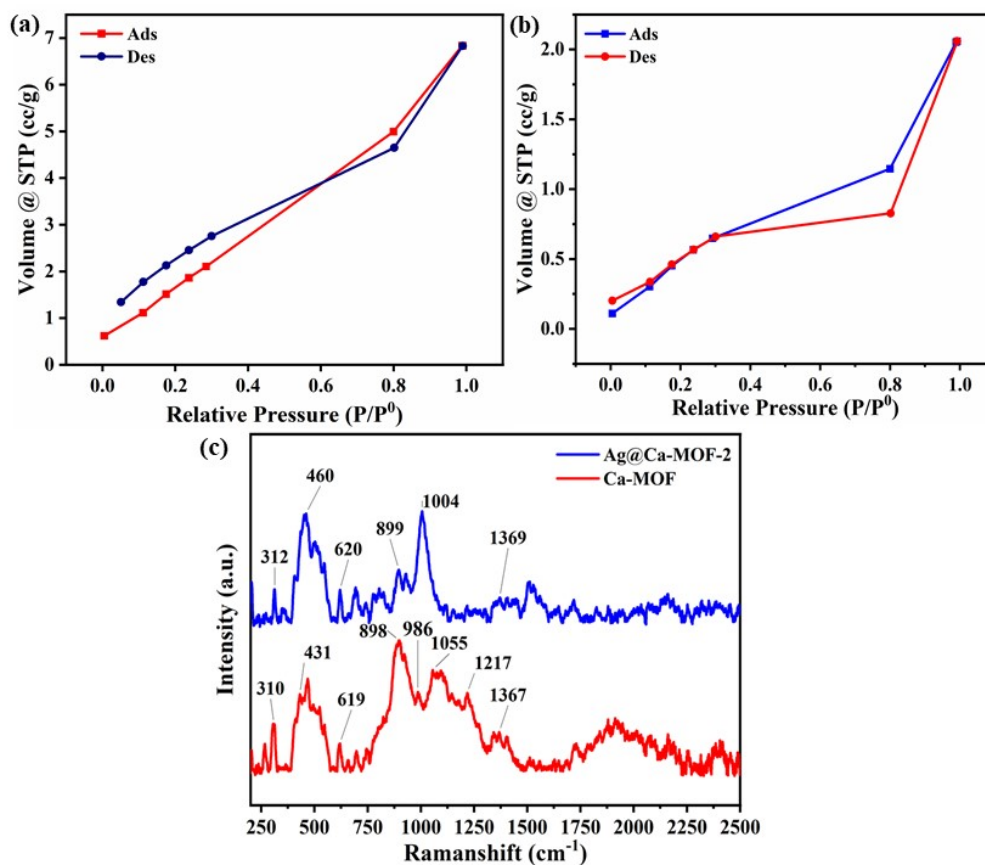 (a)
Ads
Des
Volume @ STP (cc/g)
7
6
5
4
3
2
1
0
0.0 0.2 0.4 0.6 0.8 1.0
Relative Pressure (P/P⁰)
(b)
Ads
Des
Volume @ STP (cc/g)
2.0
1.5
1.0
0.5
0.0
0.0 0.2 0.4 0.6 0.8 1.0
Relative Pressure (P/P⁰)
(c)
Ag@Ca-MOF-2
Ca-MOF
Intensity (a.u.)
312
460
620
899
1004
1369
310
431
619
898
986
1055
1217
1367
250 500 750 1000 1250 1500 1750 2000 2250 2500
Ramanshift (cm⁻¹)